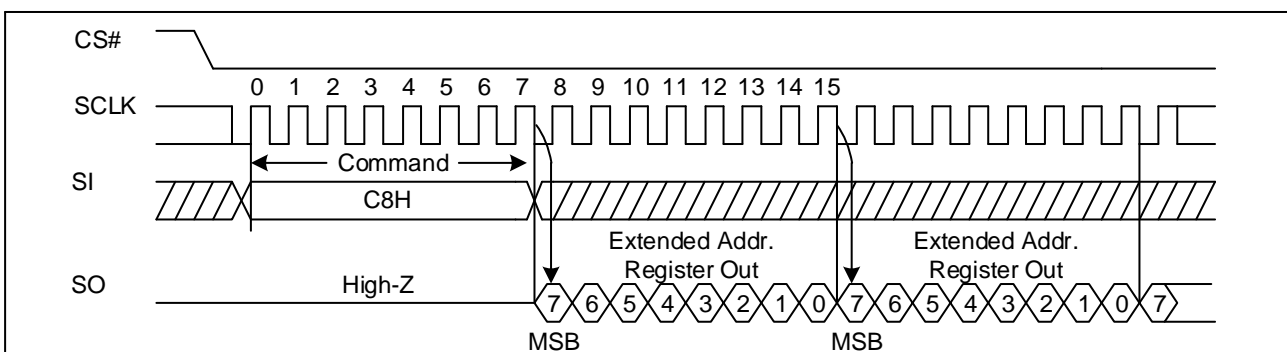 CS#
0 1 2 3 4 5 6 7 8 9 10 11 12 13 14 15
SCLK
Command
SI
C8H
Extended Addr. Extended Addr.
Register Out Register Out
SO High-Z
7 6 5 4 3 2 1 0 7 6 5 4 3 2 1 0 7
MSB MSB